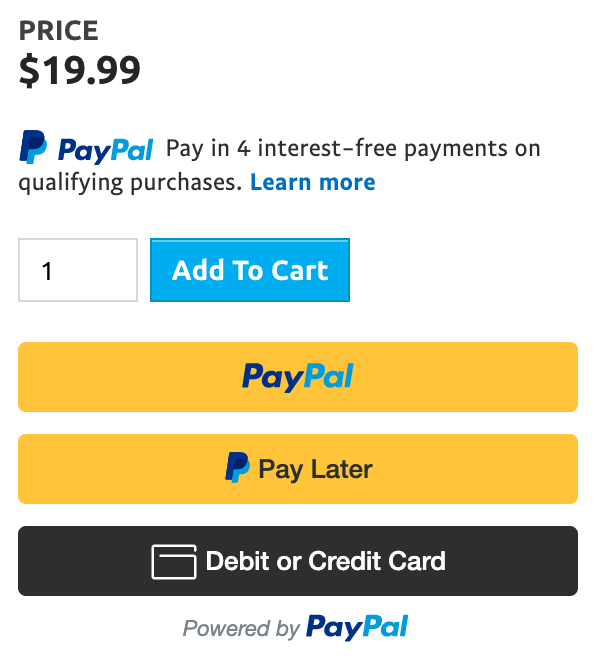 PRICE
$19.99
PayPal Pay in 4 interest-free payments on
qualifying purchases. Learn more
1
Add To Cart
PayPal
Pay Later
Debit or Credit Card
Powered by PayPal